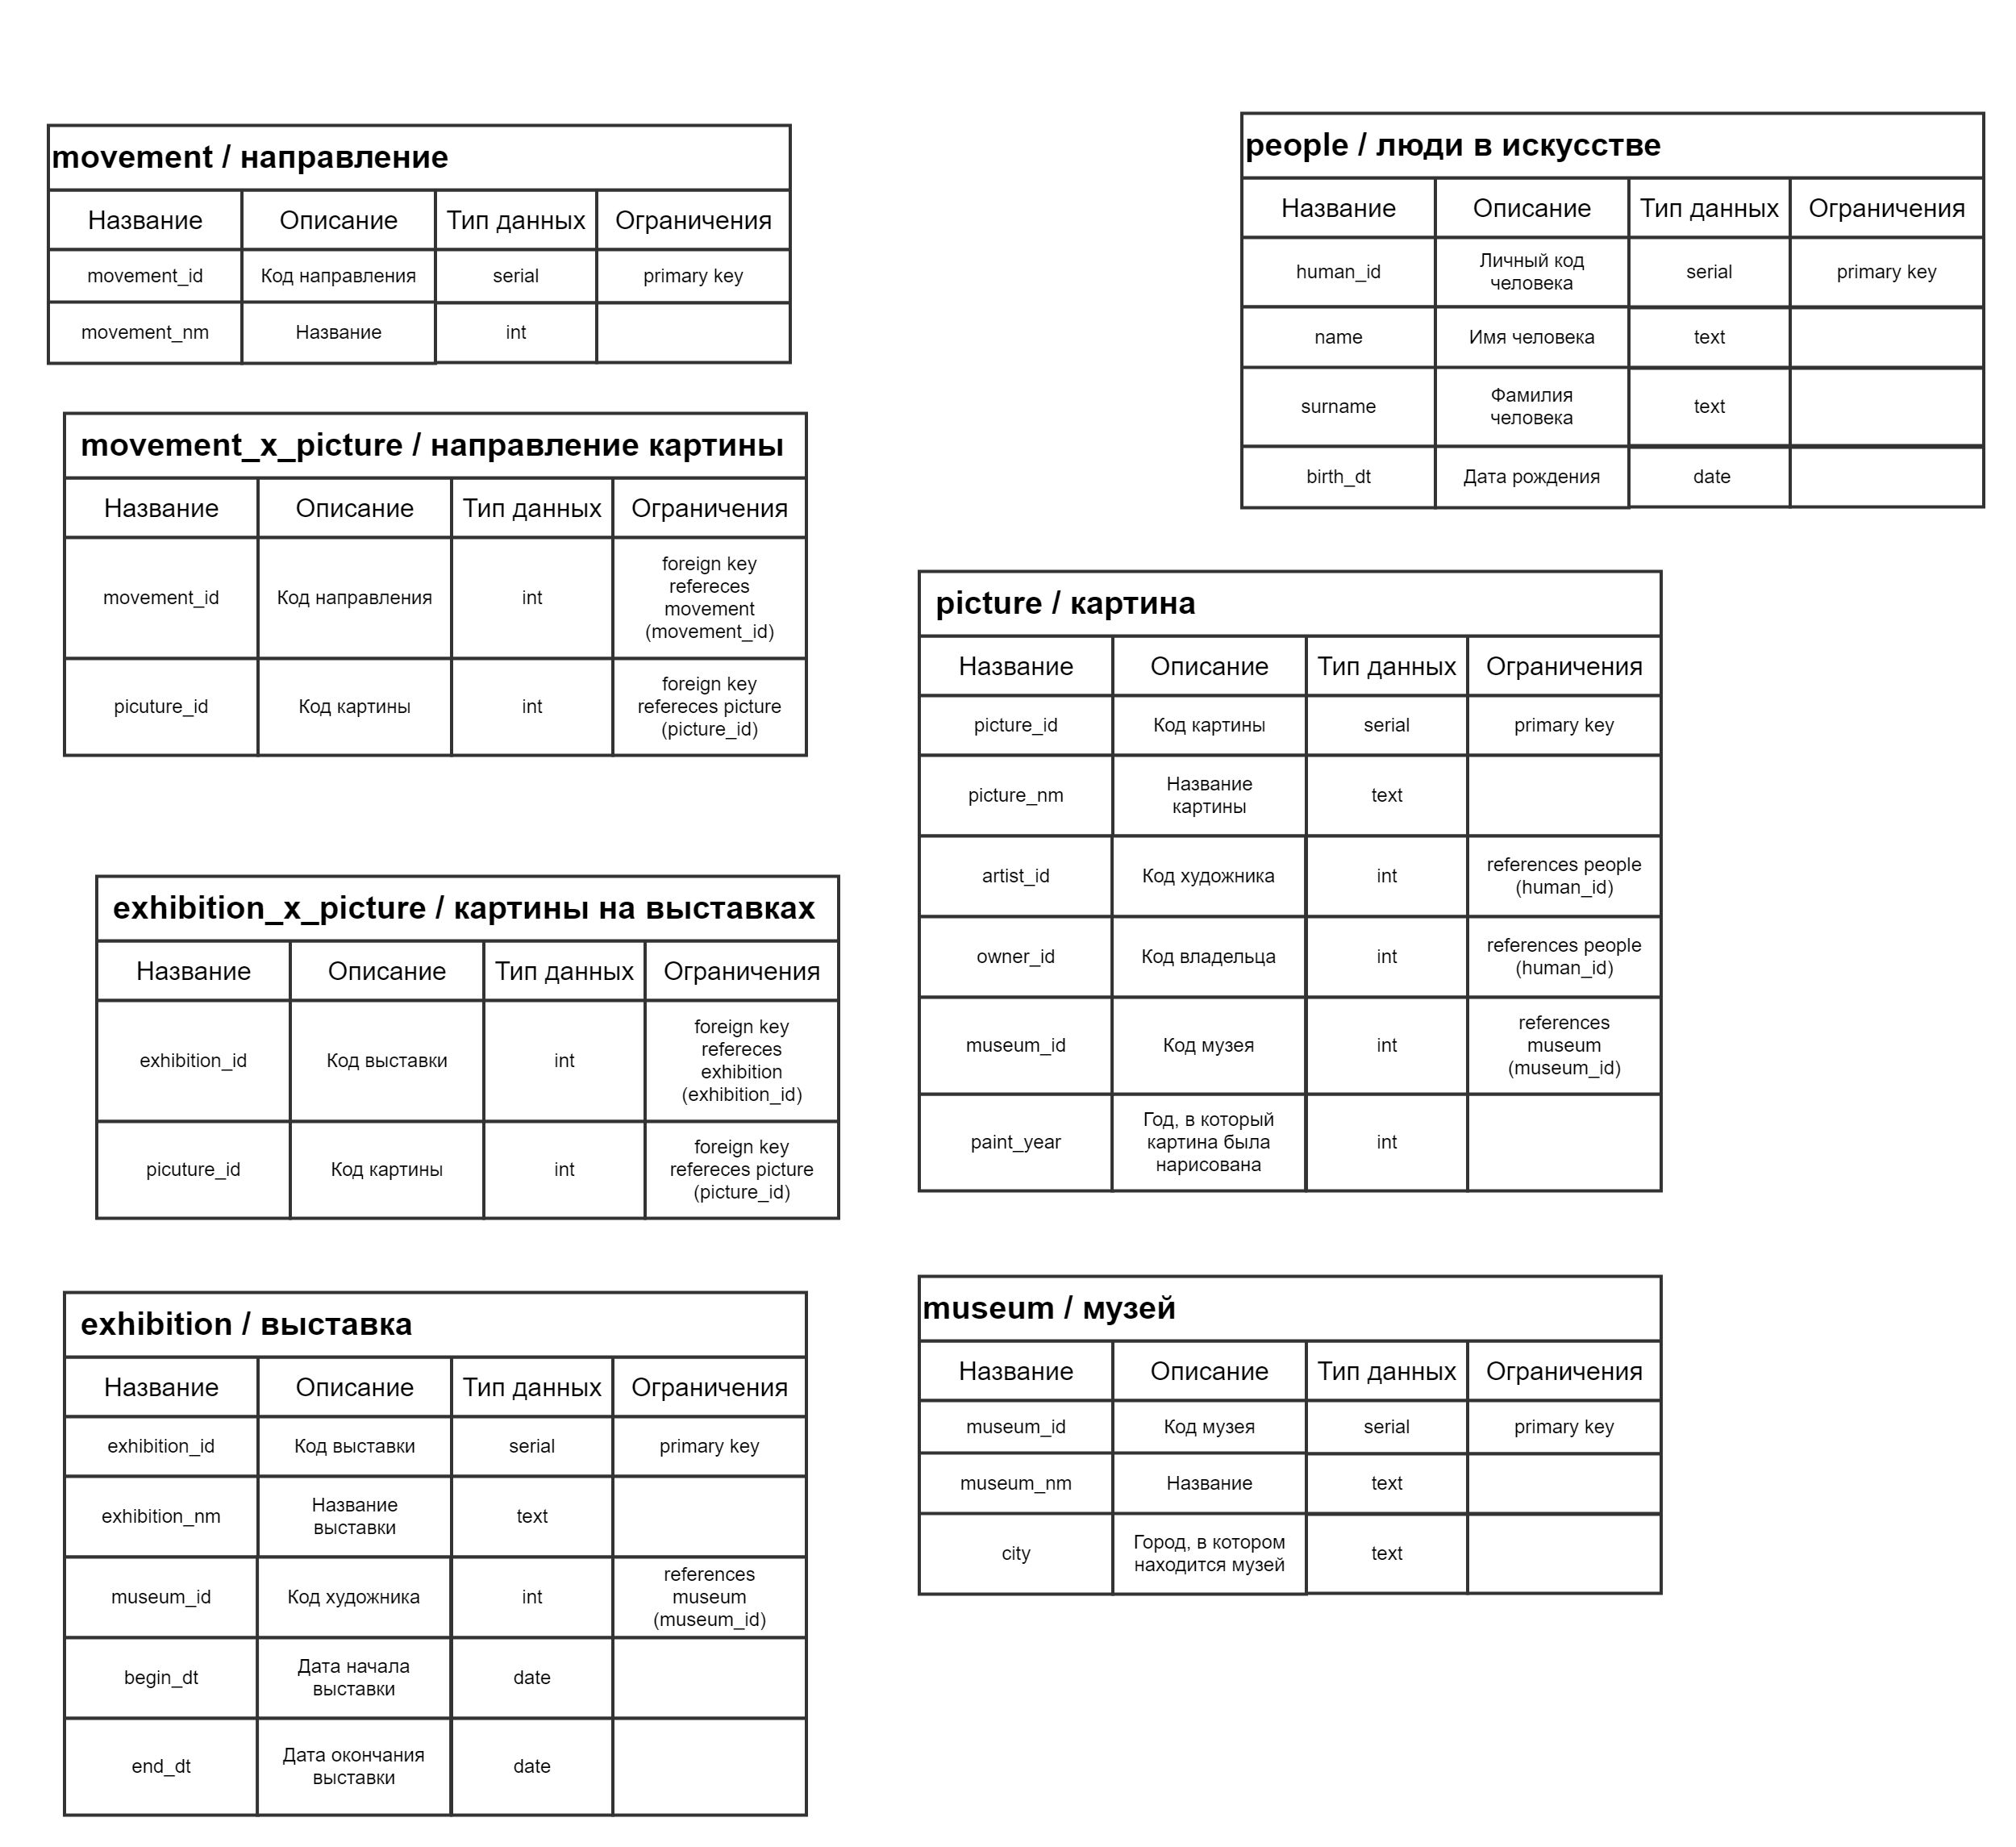 movement / направление
Название Описание Тип данных Ограничения
movement_id Код направления serial primary key
movement_nm Название int
movement_x_picture / направление картины
Название Описание Тип данных Ограничения
movement_id Код направления int foreign key
refereces
movement
(movement_id)
picuture_id Код картины int foreign key
refereces picture
(picture_id)
exhibition_x_picture / картины на выставках
Название Описание Тип данных Ограничения
exhibition_id Код выставки int foreign key
refereces
exhibition
(exhibition_id)
picuture_id Код картины int foreign key
refereces picture
(picture_id)
exhibition / выставка
Название Описание Тип данных Ограничения
exhibition_id Код выставки serial primary key
exhibition_nm Название
выставки text
museum_id Код художника int references
museum
(museum_id)
begin_dt Дата начала
выставки date
end_dt Дата окончания
выставки date
people / люди в искусстве
Название Описание Тип данных Ограничения
human_id Личный код
человека serial primary key
name Имя человека text
surname Фамилия
человека text
birth_dt Дата рождения date
picture / картина
Название Описание Тип данных Ограничения
picture_id Код картины serial primary key
picture_nm Название
картины text
artist_id Код художника int references people
(human_id)
owner_id Код владельца int references people
(human_id)
museum_id Код музея int references
museum
(museum_id)
paint_year Год, в который
картина была
нарисована int
museum / музей
Название Описание Тип данных Ограничения
museum_id Код музея serial primary key
museum_nm Название text
city Город, в котором
находится музей text